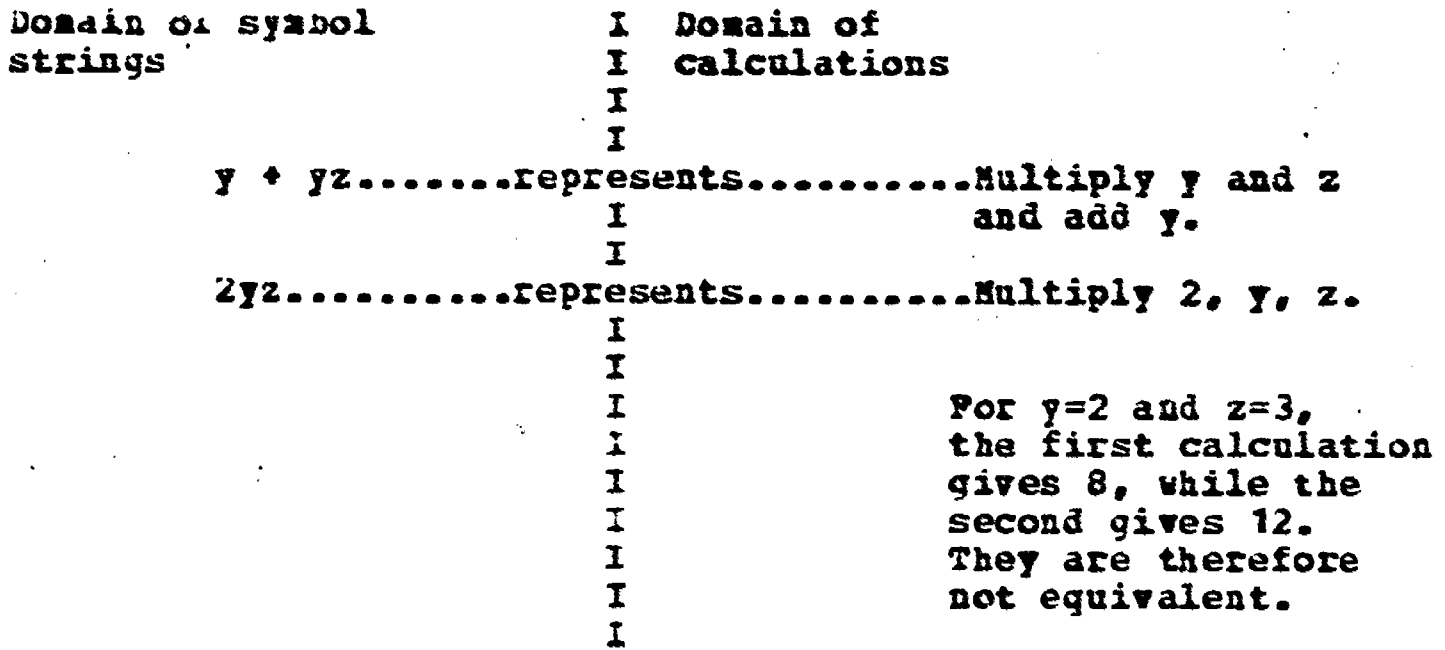 Domain of symbol I Domain of
strings I calculations
I
I
y + yz.......represents..........Multiply y and z
I and add y.
I
2yz..........represents..........Multiply 2, y, z.
I
I
I For y=2 and z=3,
I the first calculation
I gives 8, while the
I second gives 12.
I They are therefore
I not equivalent.
I